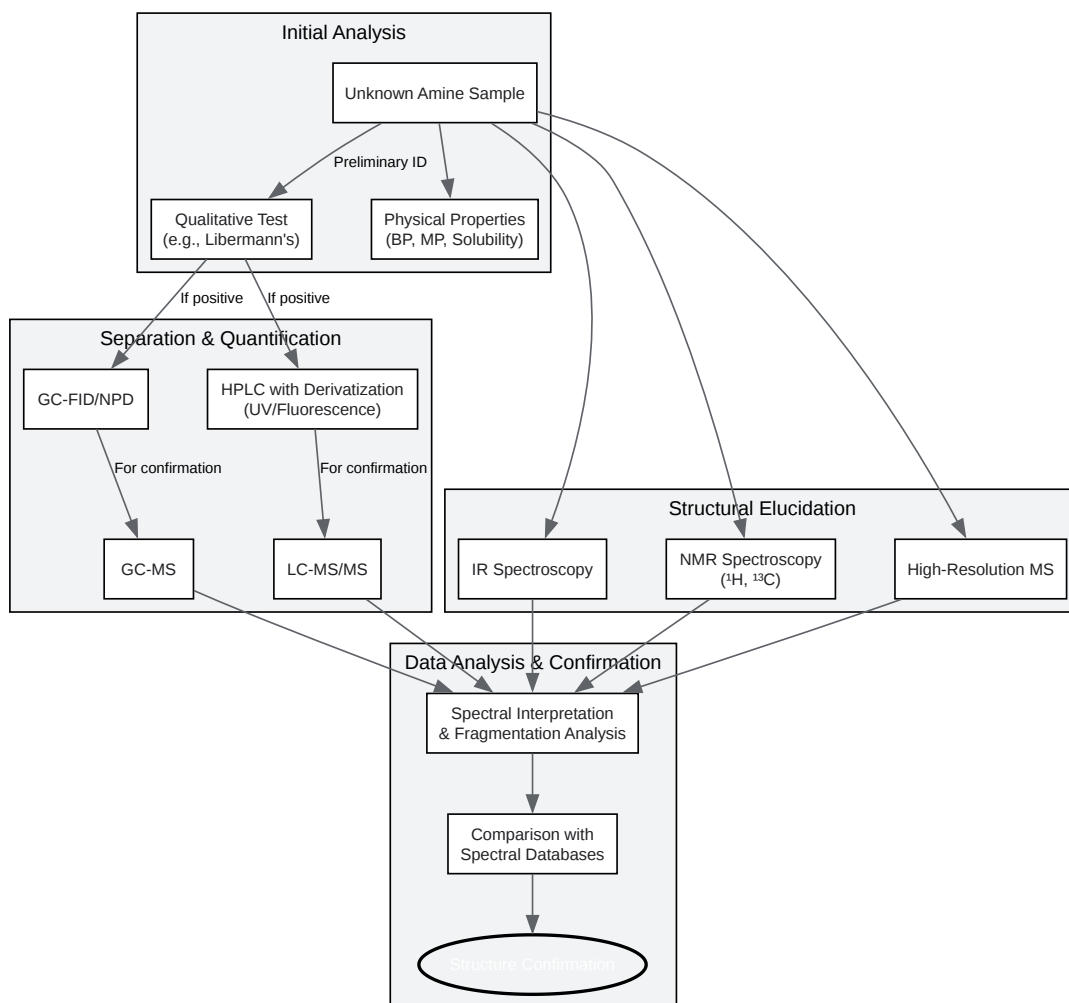 Initial Analysis
Unknown Amine Sample
Preliminary ID
Qualitative Test
(e.g., Libermann's)
Physical Properties
(BP, MP, Solubility)
If positive
If positive
Separation & Quantification
GC-FID/NPD
HPLC with Derivatization
(UV/Fluorescence)
For confirmation
For confirmation
GC-MS
LC-MS/MS
Structural Elucidation
IR Spectroscopy
NMR Spectroscopy
(¹H, ¹³C)
High-Resolution MS
Data Analysis & Confirmation
Spectral Interpretation
& Fragmentation Analysis
Comparison with
Spectral Databases
Structure Confirmation